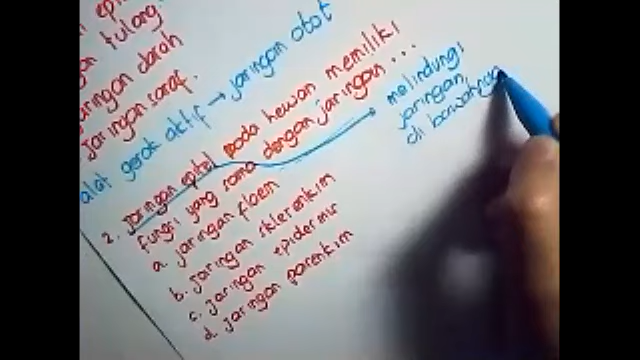 tulang
jaringan darah
jaringan saraf.
alat gerak aktif → jaringan otot
2. jaringan epitel pada hewan memiliki
fungsi yang sama dengan jaringan ...
a. jaringan floem
b. jaringan sklerenkim
c. jaringan epidermis
d. jaringan parenkim
melindungi
jaringan
di bawahnya